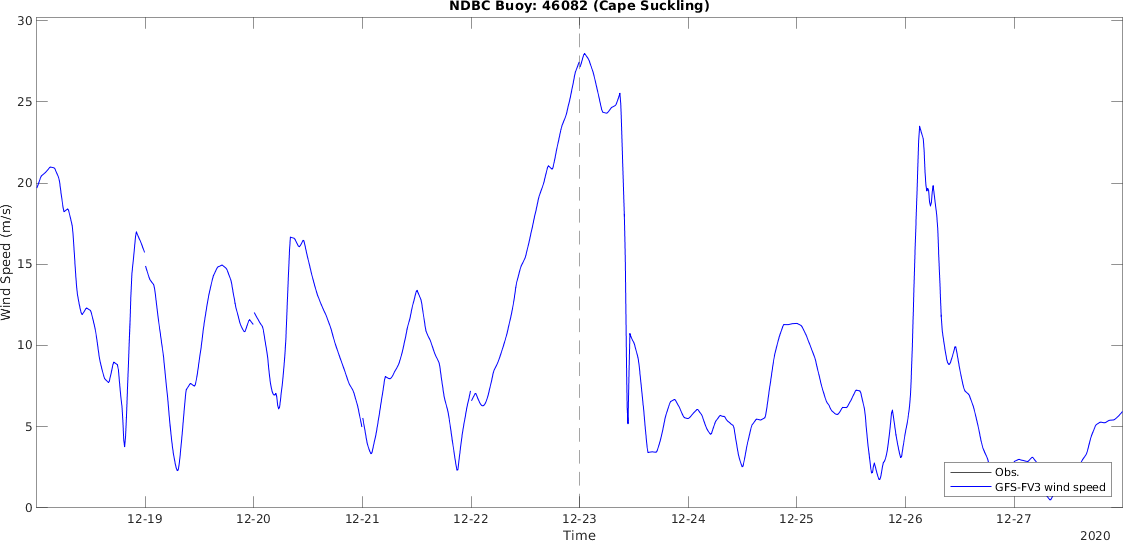 NDBC Buoy: 46082 (Cape Suckling)
30
25
20
15
10
5
0
Wind Speed (m/s)
12-19 12-20 12-21 12-22 12-23 12-24 12-25 12-26 12-27
Time
2020
Obs.
GFS-FV3 wind speed